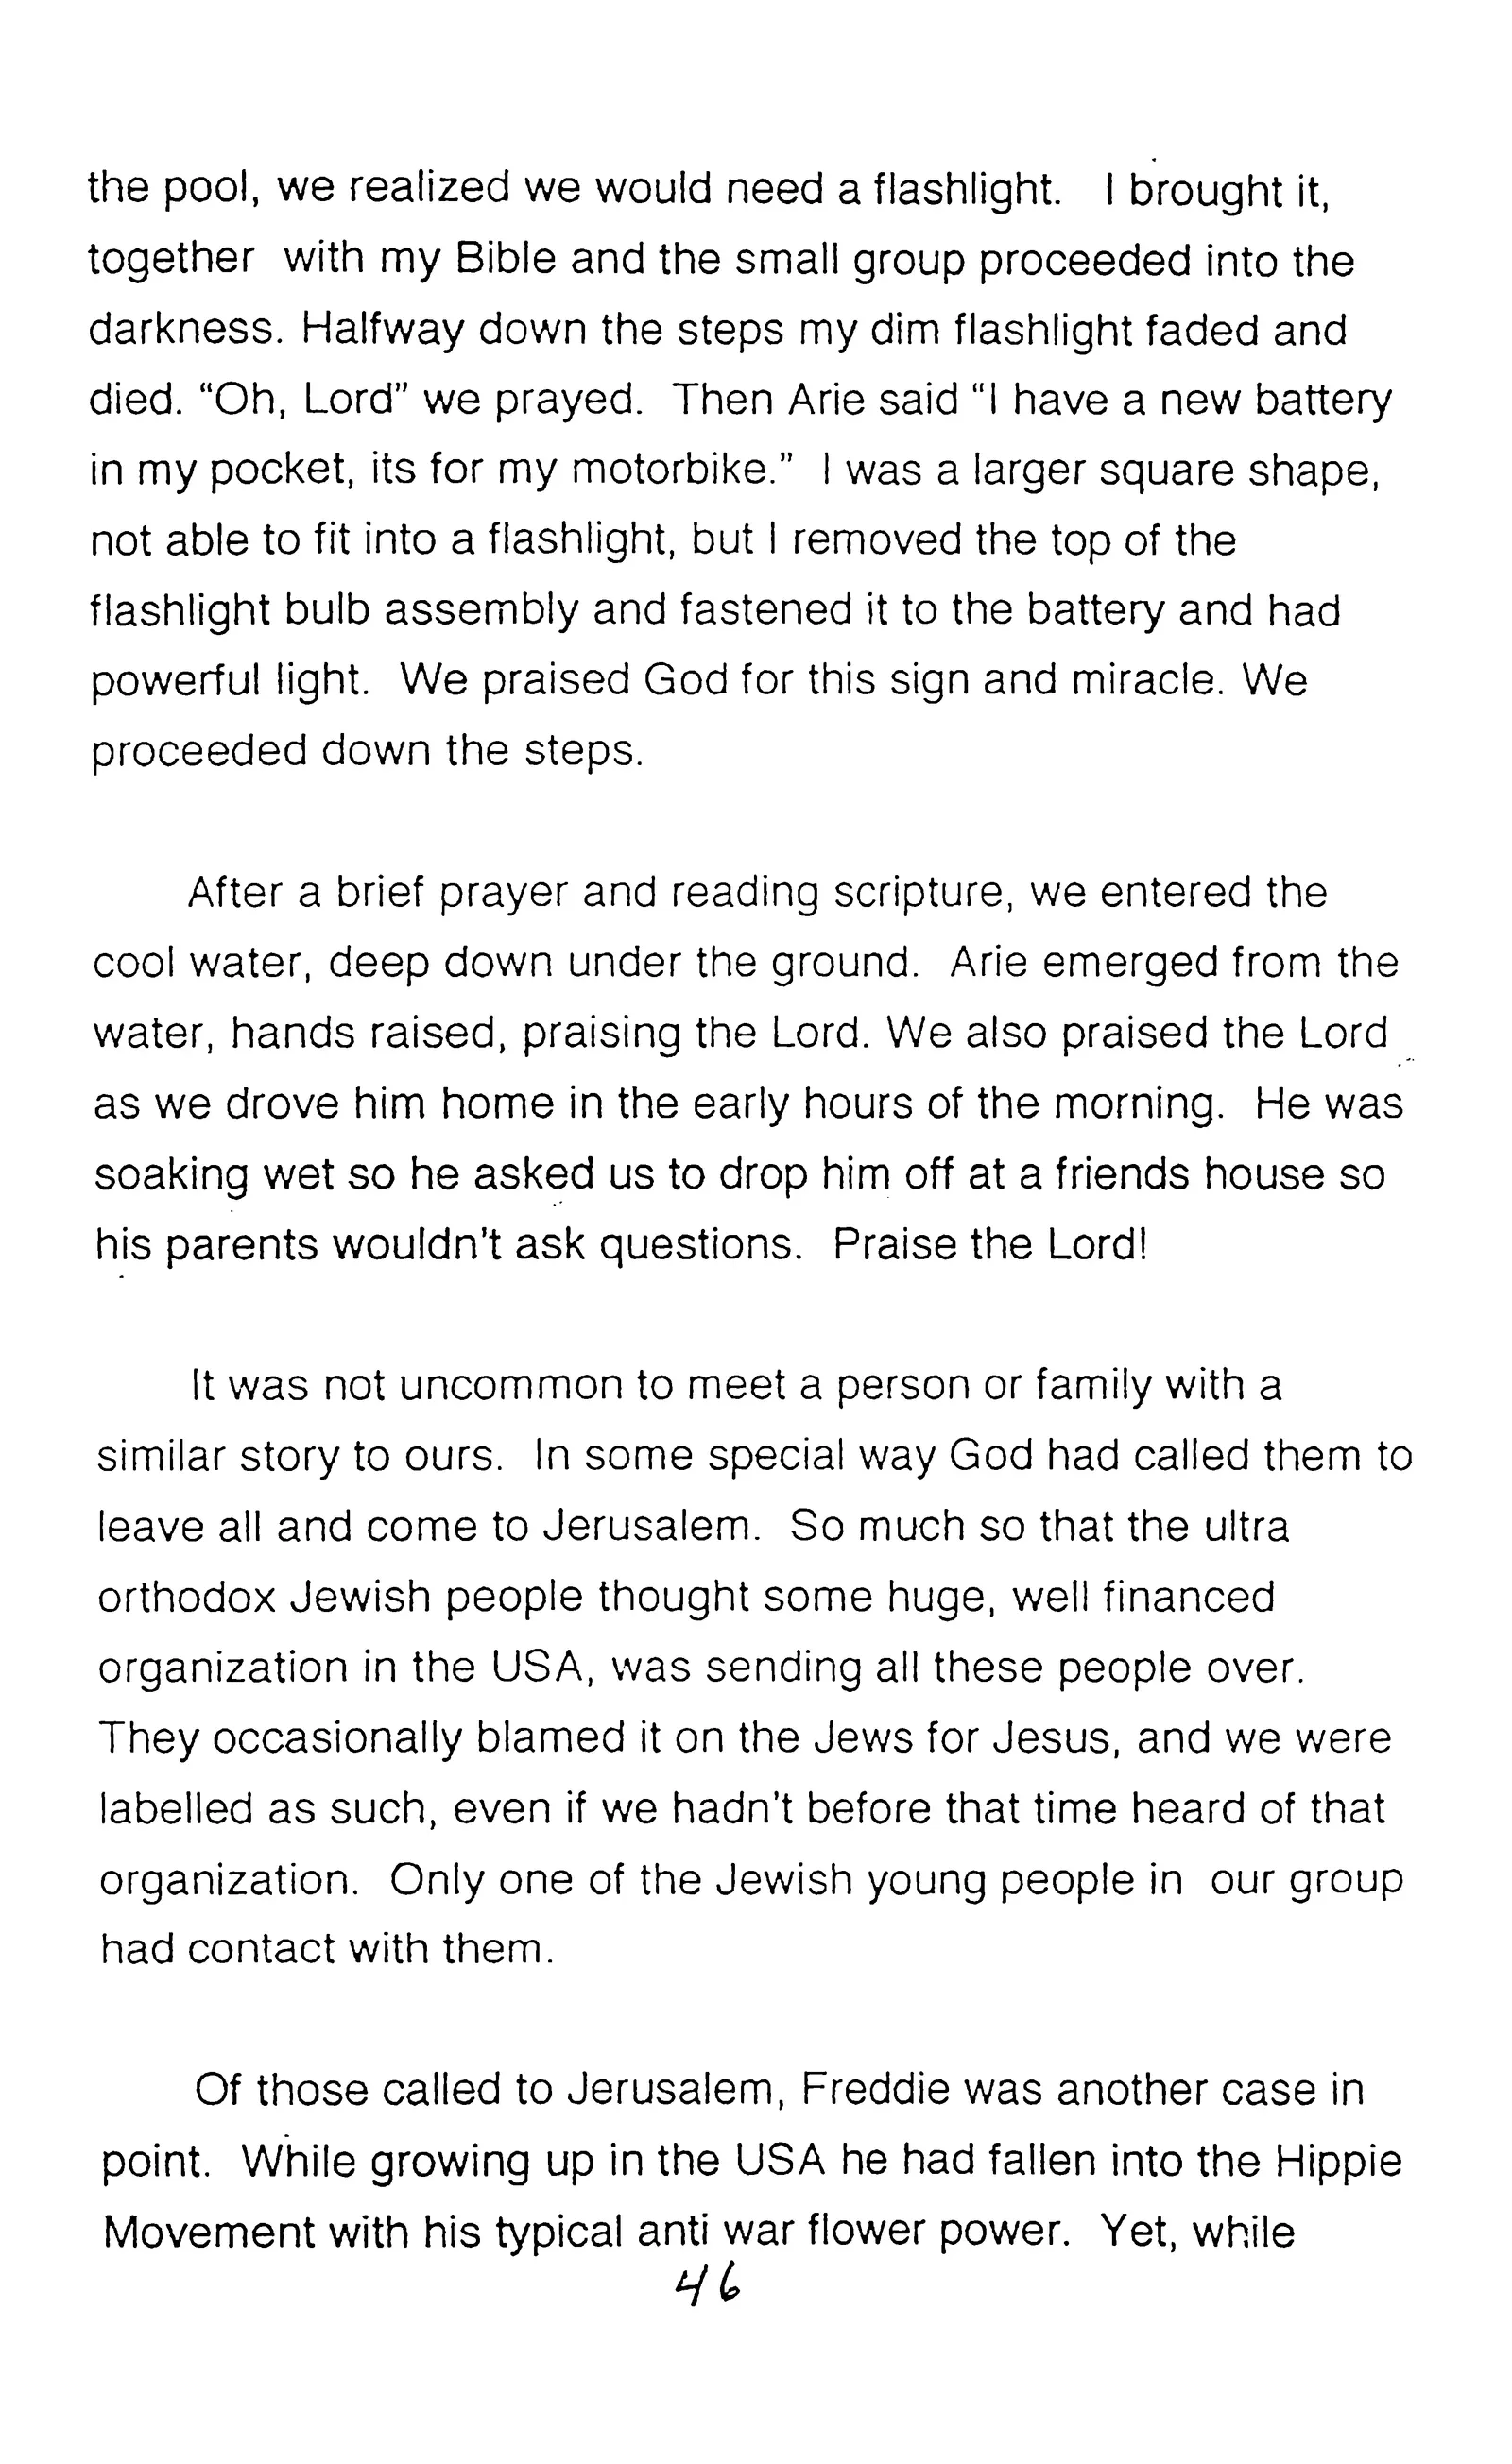 the pool, we realized we would need a flashlight. I brought it,
together with my Bible and the small group proceeded into the
darkness. Halfway down the steps my dim flashlight faded and
died. "Oh, Lord" we prayed. Then Arie said "I have a new battery
in my pocket, its for my motorbike." I was a larger square shape,
not able to fit into a flashlight, but I removed the top of the
flashlight bulb assembly and fastened it to the battery and had
powerful light. We praised God for this sign and miracle. We
proceeded down the steps.
After a brief prayer and reading scripture, we entered the
cool water, deep down under the ground. Arie emerged from the
water, hands raised, praising the Lord. We also praised the Lord
as we drove him home in the early hours of the morning. He was
soaking wet so he asked us to drop him off at a friends house so
his parents wouldn't ask questions. Praise the Lord!
It was not uncommon to meet a person or family with a
similar story to ours. In some special way God had called them to
leave all and come to Jerusalem. So much so that the ultra
orthodox Jewish people thought some huge, well financed
organization in the USA, was sending all these people over.
They occasionally blamed it on the Jews for Jesus, and we were
labelled as such, even if we hadn't before that time heard of that
organization. Only one of the Jewish young people in our group
had contact with them.
Of those called to Jerusalem, Freddie was another case in
point. While growing up in the USA he had fallen into the Hippie
Movement with his typical anti war flower power. Yet, while
46